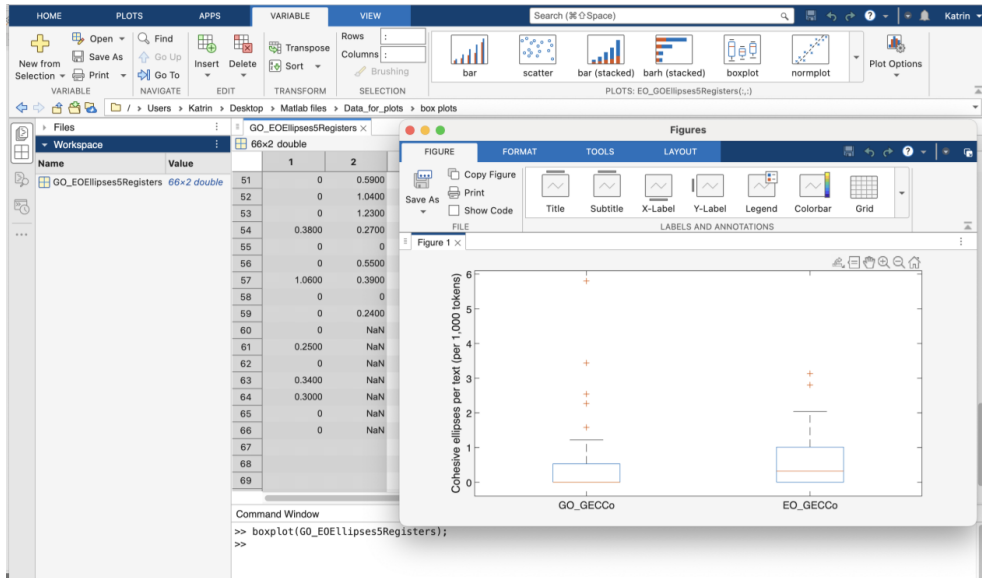 HOME PLOTS APPS VARIABLE VIEW Search (⌘⇧Space) Katrin
New from Selection Open Save As Print Find Go Up Go To Insert Delete Transpose Sort Rows : Columns : Brushing bar scatter bar (stacked) barh (stacked) boxplot normplot Plot Options
VARIABLE NAVIGATE EDIT TRANSFORM SELECTION PLOTS: EO_GOEllipses5Registers(:,:)
/ › Users › Katrin › Desktop › Matlab files › Data_for_plots › box plots
Files
Workspace
Name Value
GO_EOEllipses5Registers 66×2 double
GO_EOEllipses5Registers ×
66×2 double
1 2
51 0 0.5900
52 0 1.0400
53 0 1.2300
54 0.3800 0.2700
55 0 0
56 0 0.5500
57 1.0600 0.3900
58 0 0
59 0 0.2400
60 0 NaN
61 0.2500 NaN
62 0 NaN
63 0.3400 NaN
64 0.3000 NaN
65 0 NaN
66 0 NaN
67
68
69
Command Window
>> boxplot(GO_EOEllipses5Registers);
>>
Figures
FIGURE FORMAT TOOLS LAYOUT
Save As Copy Figure Print Show Code Title Subtitle X-Label Y-Label Legend Colorbar Grid
FILE LABELS AND ANNOTATIONS
Figure 1 ×
Cohesive ellipses per text (per 1,000 tokens)
6
5
4
3
2
1
0
GO_GECCo EO_GECCo